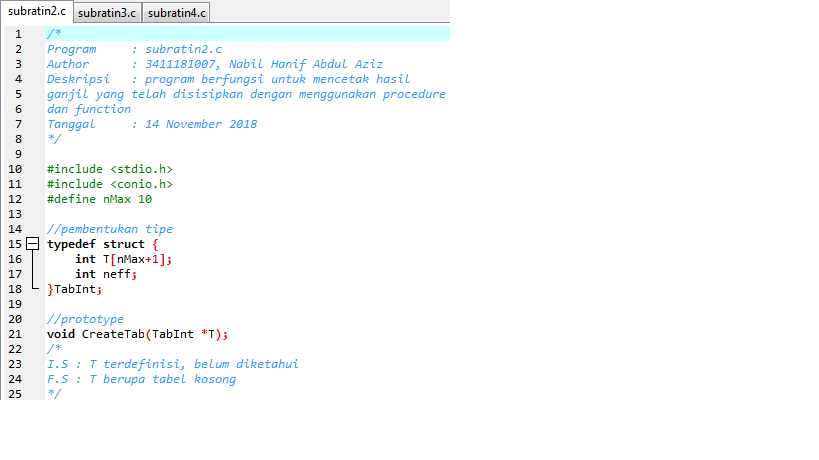 subratin2.c subratin3.c subratin4.c
1 /*
2 Program : subratin2.c
3 Author : 3411181007, Nabil Hanif Abdul Aziz
4 Deskripsi : program berfungsi untuk mencetak hasil
5 ganjil yang telah disisipkan dengan menggunakan procedure
6 dan function
7 Tanggal : 14 November 2018
8 */
9
10 #include <stdio.h>
11 #include <conio.h>
12 #define nMax 10
13
14 //pembentukan tipe
15 typedef struct {
16 int T[nMax+1];
17 int neff;
18 }TabInt;
19
20 //prototype
21 void CreateTab(TabInt *T);
22 /*
23 I.S : T terdefinisi, belum diketahui
24 F.S : T berupa tabel kosong
25 */